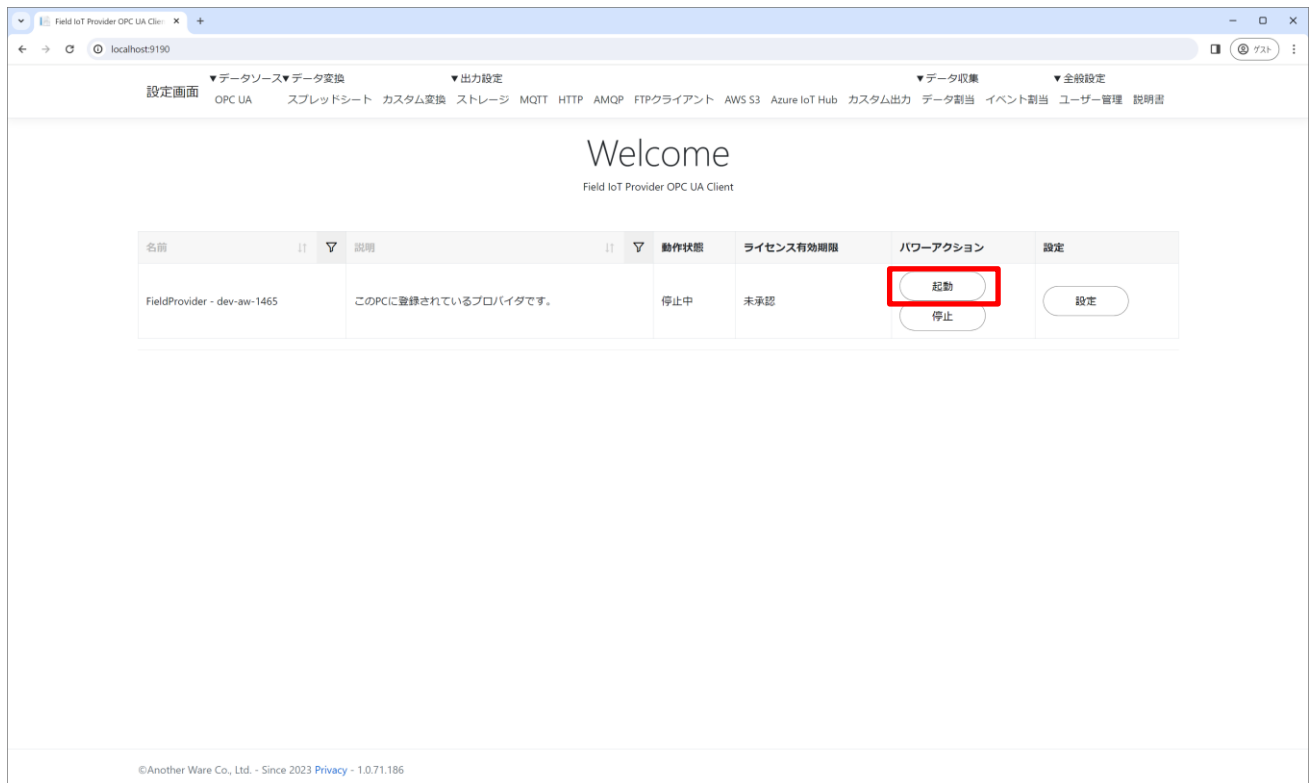 Field IoT Provider OPC UA Clien
localhost:9190
ゲスト
設定画面
▼データソース ▼データ変換 ▼出力設定 ▼データ収集 ▼全般設定
OPC UA スプレッドシート カスタム変換 ストレージ MQTT HTTP AMQP FTPクライアント AWS S3 Azure IoT Hub カスタム出力 データ割当 イベント割当 ユーザー管理 説明書
Welcome
Field IoT Provider OPC UA Client
名前 説明 動作状態 ライセンス有効期限 パワーアクション 設定
起動
FieldProvider - dev-aw-1465 このPCに登録されているプロバイダです。 停止中 未承認 設定
停止
©Another Ware Co., Ltd. - Since 2023 Privacy - 1.0.71.186